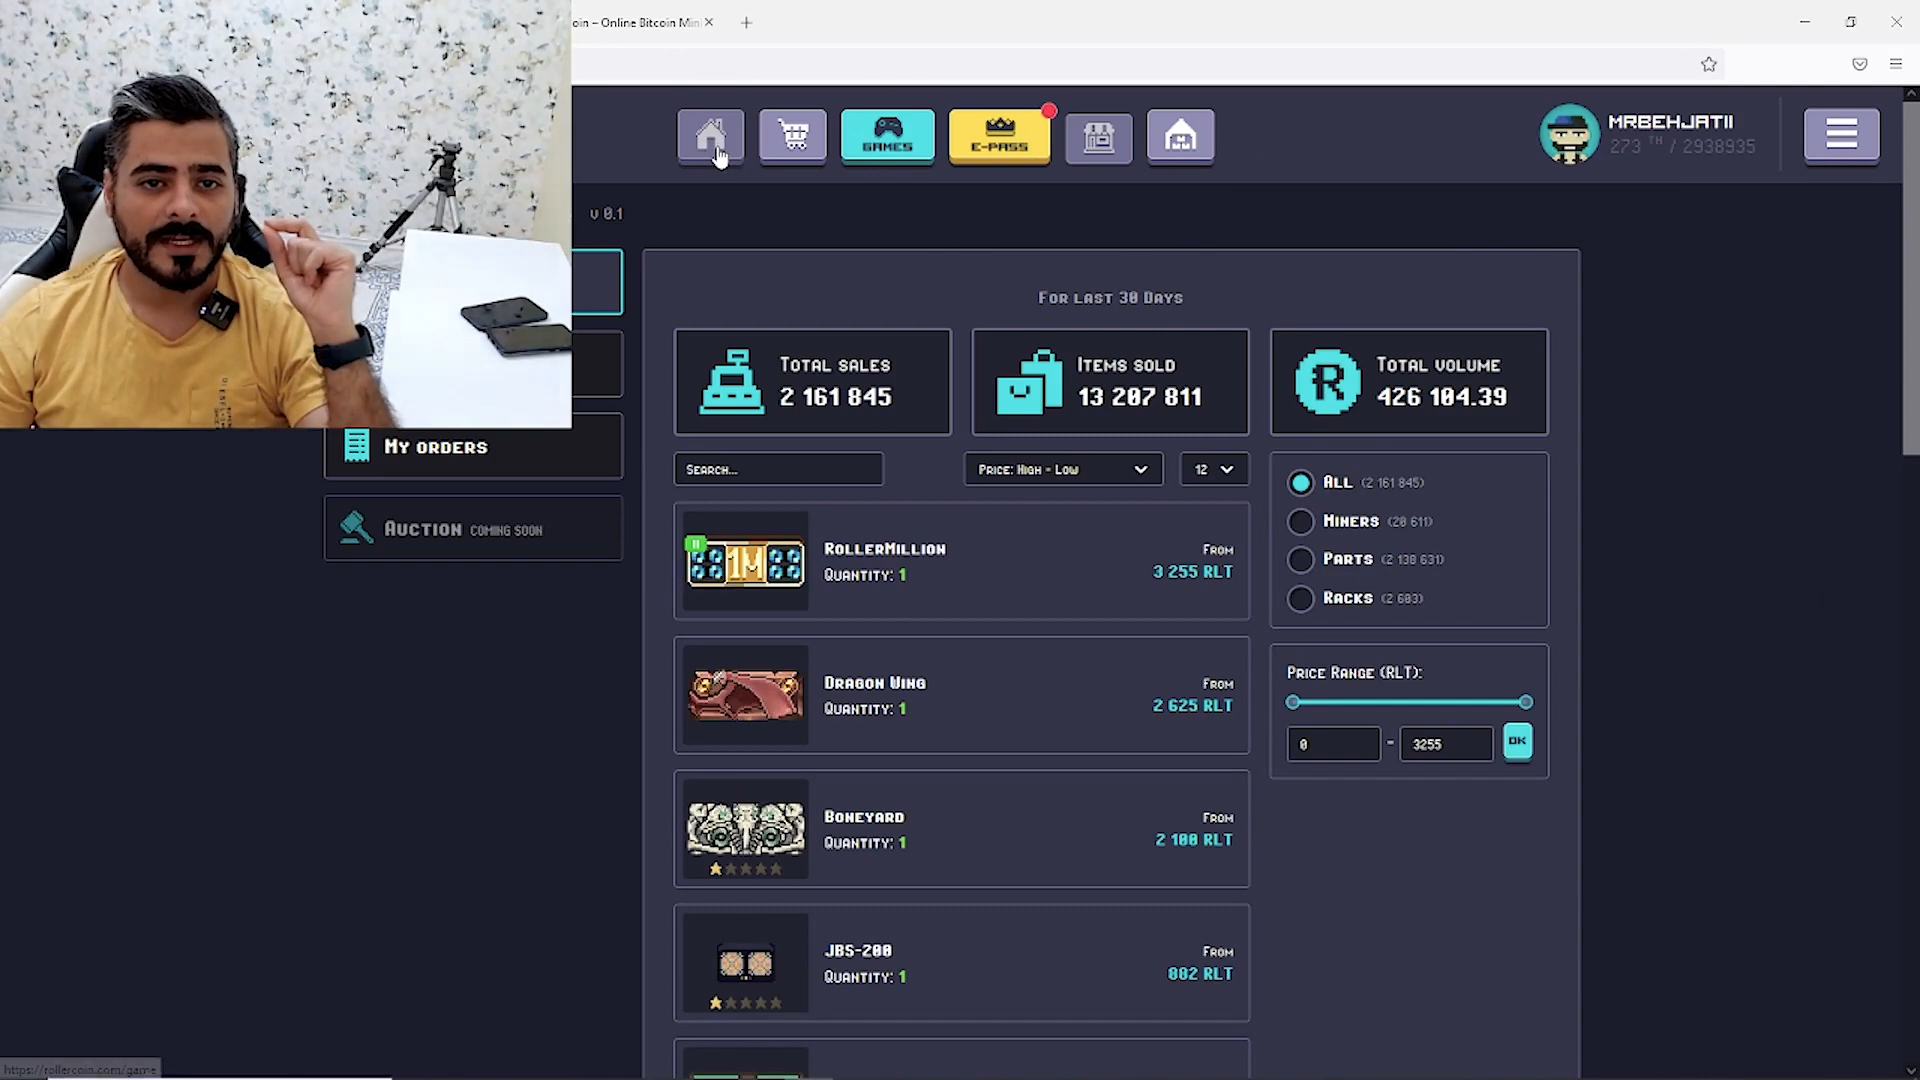 oin – Online Bitcoin Min
GAMES
E-PASS
MRBEHJATII
273 TH / 2938935
v 0.1
For last 30 Days
Total sales
2 161 845
Items sold
13 207 811
Total volume
426 104.39
My orders
Auction coming soon
Search...
Price: High - Low
12
All (2 161 845)
Miners (20 611)
Parts (2 138 631)
Racks (2 603)
RollerMillion
Quantity: 1
From
3 255 RLT
1M
Dragon Wing
Quantity: 1
From
2 625 RLT
Price Range (RLT):
0 - 3255
OK
Boneyard
Quantity: 1
From
2 100 RLT
JBS-200
Quantity: 1
From
802 RLT
https://rollercoin.com/game